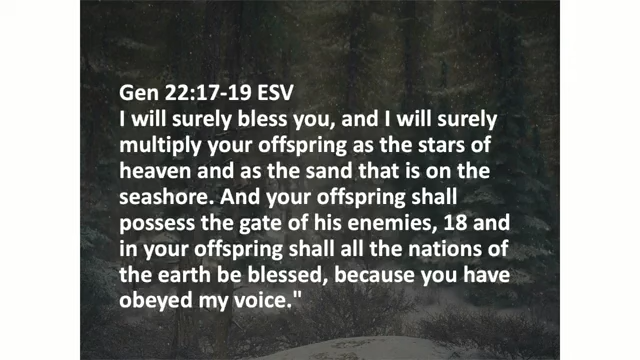 Gen 22:17-19 ESV
I will surely bless you, and I will surely
multiply your offspring as the stars of
heaven and as the sand that is on the
seashore. And your offspring shall
possess the gate of his enemies, 18 and
in your offspring shall all the nations of
the earth be blessed, because you have
obeyed my voice."